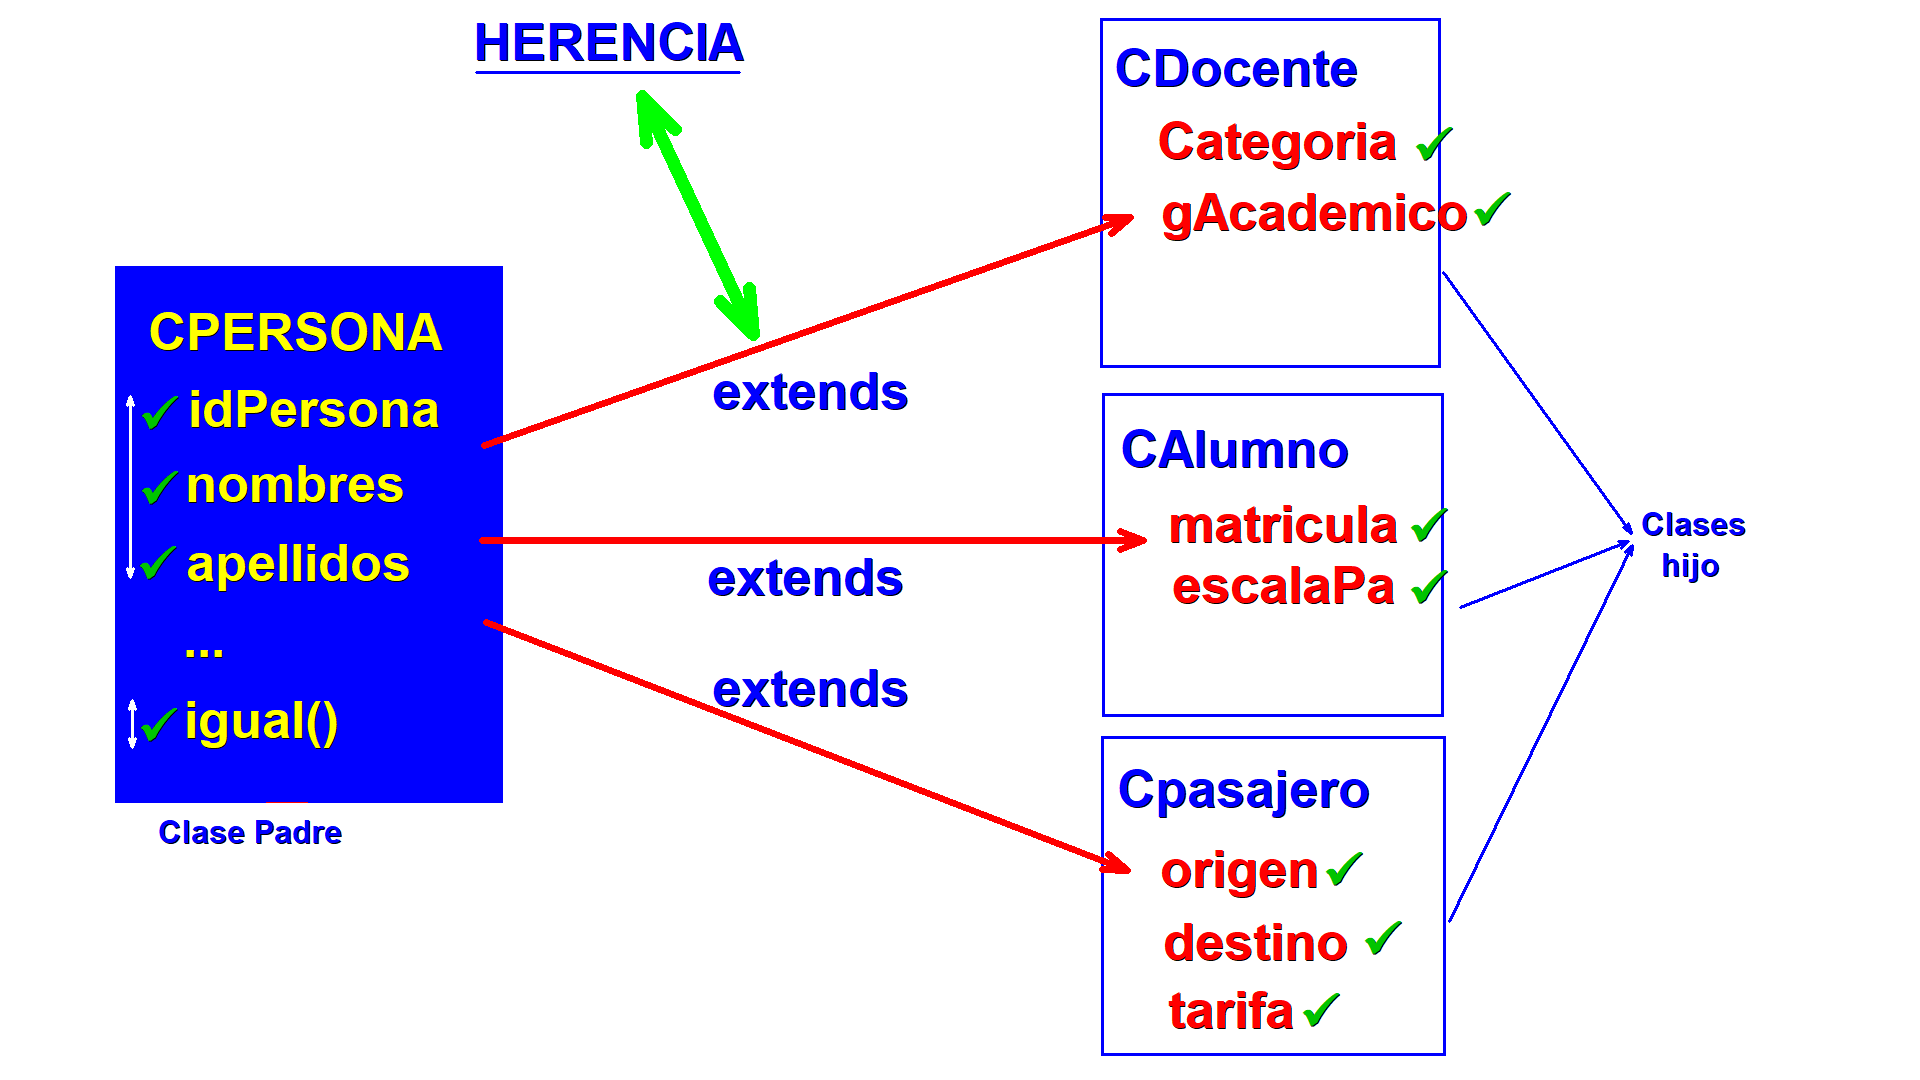 HERENCIA
CPERSONA
idPersona
nombres
apellidos
...
igual()
Clase Padre
extends
extends
extends
CDocente
Categoria
gAcademico
CAlumno
matricula
escalaPa
Cpasajero
origen
destino
tarifa
Clases
hijo